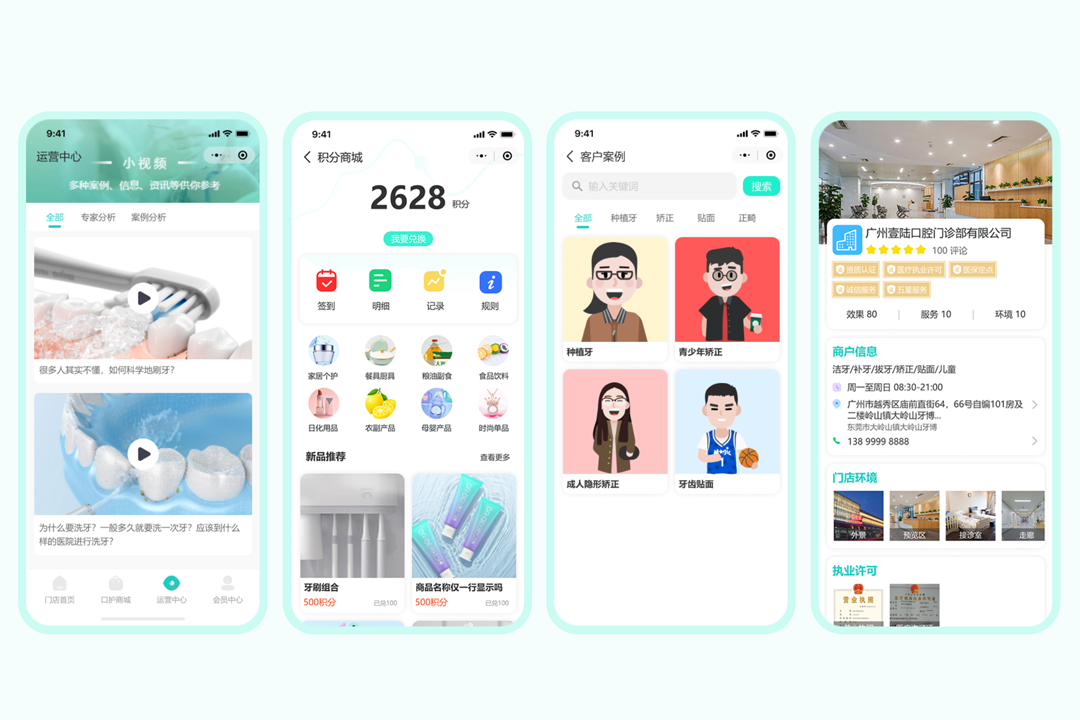 9:41
运营中心
小视频
多种案例、信息、资讯等供你参考
全部 专家分析 案例分析
很多人其实不懂，如何科学地刷牙？
为什么要洗牙？一般多久就要洗一次牙？应该到什么
样的医院进行洗牙？
门店首页 口护商城 运营中心 会员中心
9:41
积分商城
2628 积分
我要兑换
签到 明细 记录 规则
家居个护 餐具厨具 粮油副食 食品饮料
日化用品 农副产品 母婴产品 时尚单品
新品推荐 查看更多
牙刷组合
500积分 已兑100
商品名称仅一行显示吗
500积分 已兑100
9:41
客户案例
输入关键词 搜索
全部 种植牙 矫正 贴面 正畸
种植牙
青少年矫正
成人隐形矫正
牙齿贴面
广州壹陆口腔门诊部有限公司
100 评论
资质认证 医疗执业许可 医保定点
诚信服务 五星服务
效果 80 服务 10 环境 10
商户信息
洁牙/补牙/拔牙/矫正/贴面/儿童
周一至周日 08:30-21:00
广州市越秀区庙前直街64，66号自编101房及
二楼岭山镇大岭山牙博...
东莞市大岭山镇大岭山牙博
138 9999 8888
门店环境
外景 预览区 接诊室 走廊
执业许可
营业执照